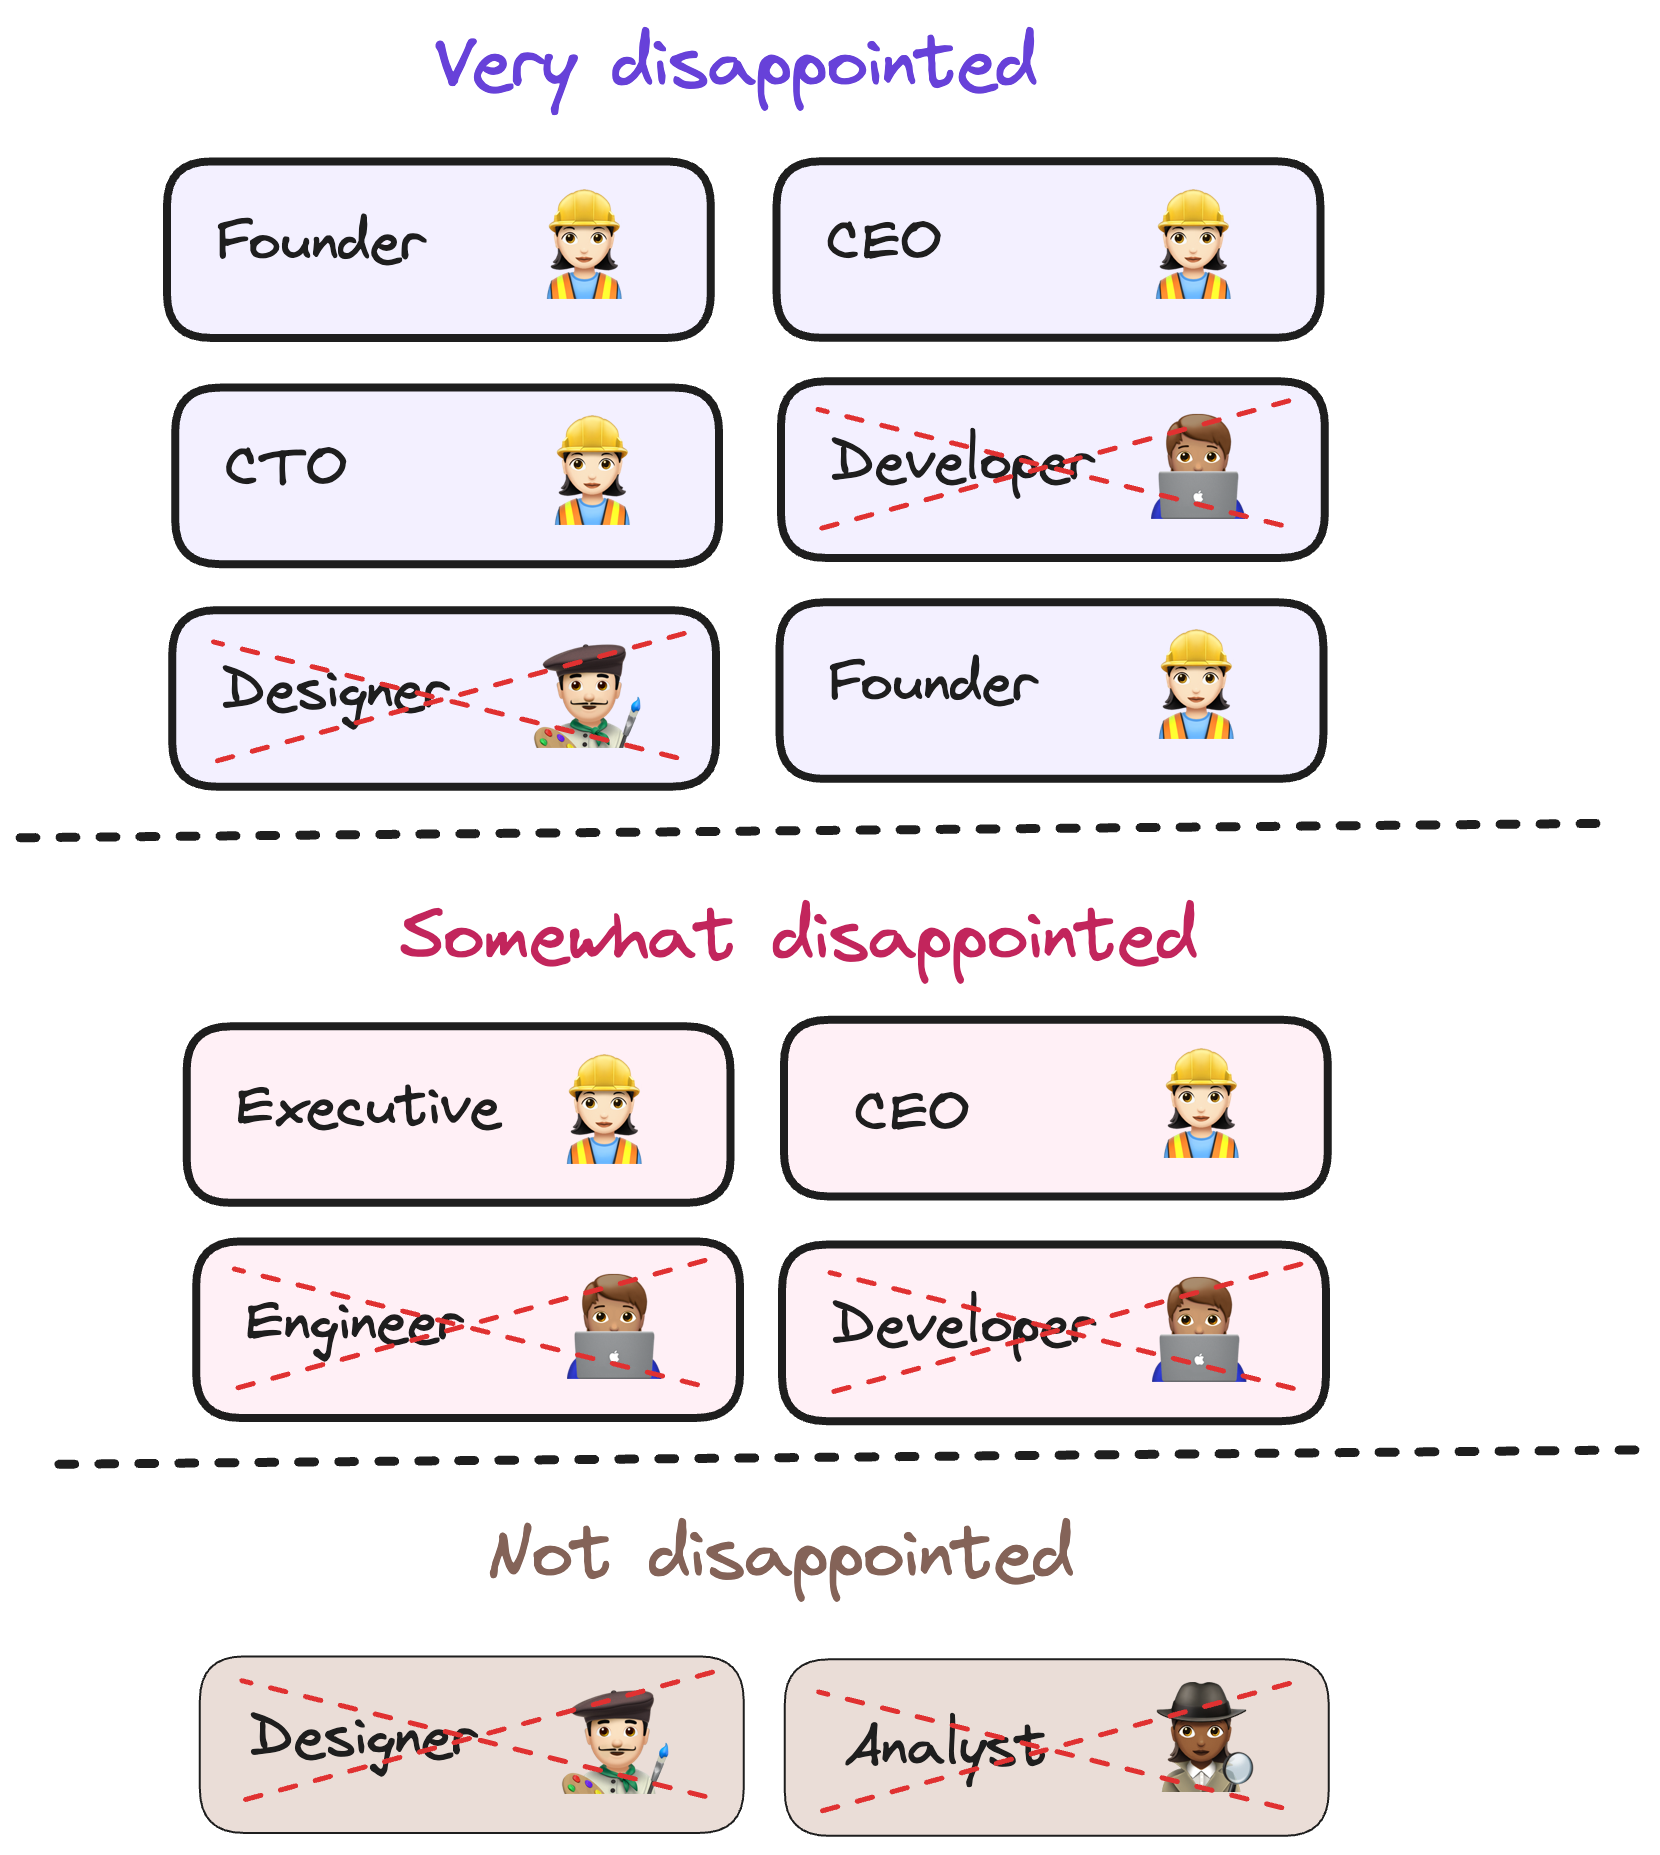 Very disappointed
Founder
CEO
CTO
Developer
Designer
Founder
Somewhat disappointed
Executive
CEO
Engineer
Developer
Not disappointed
Designer
Analyst